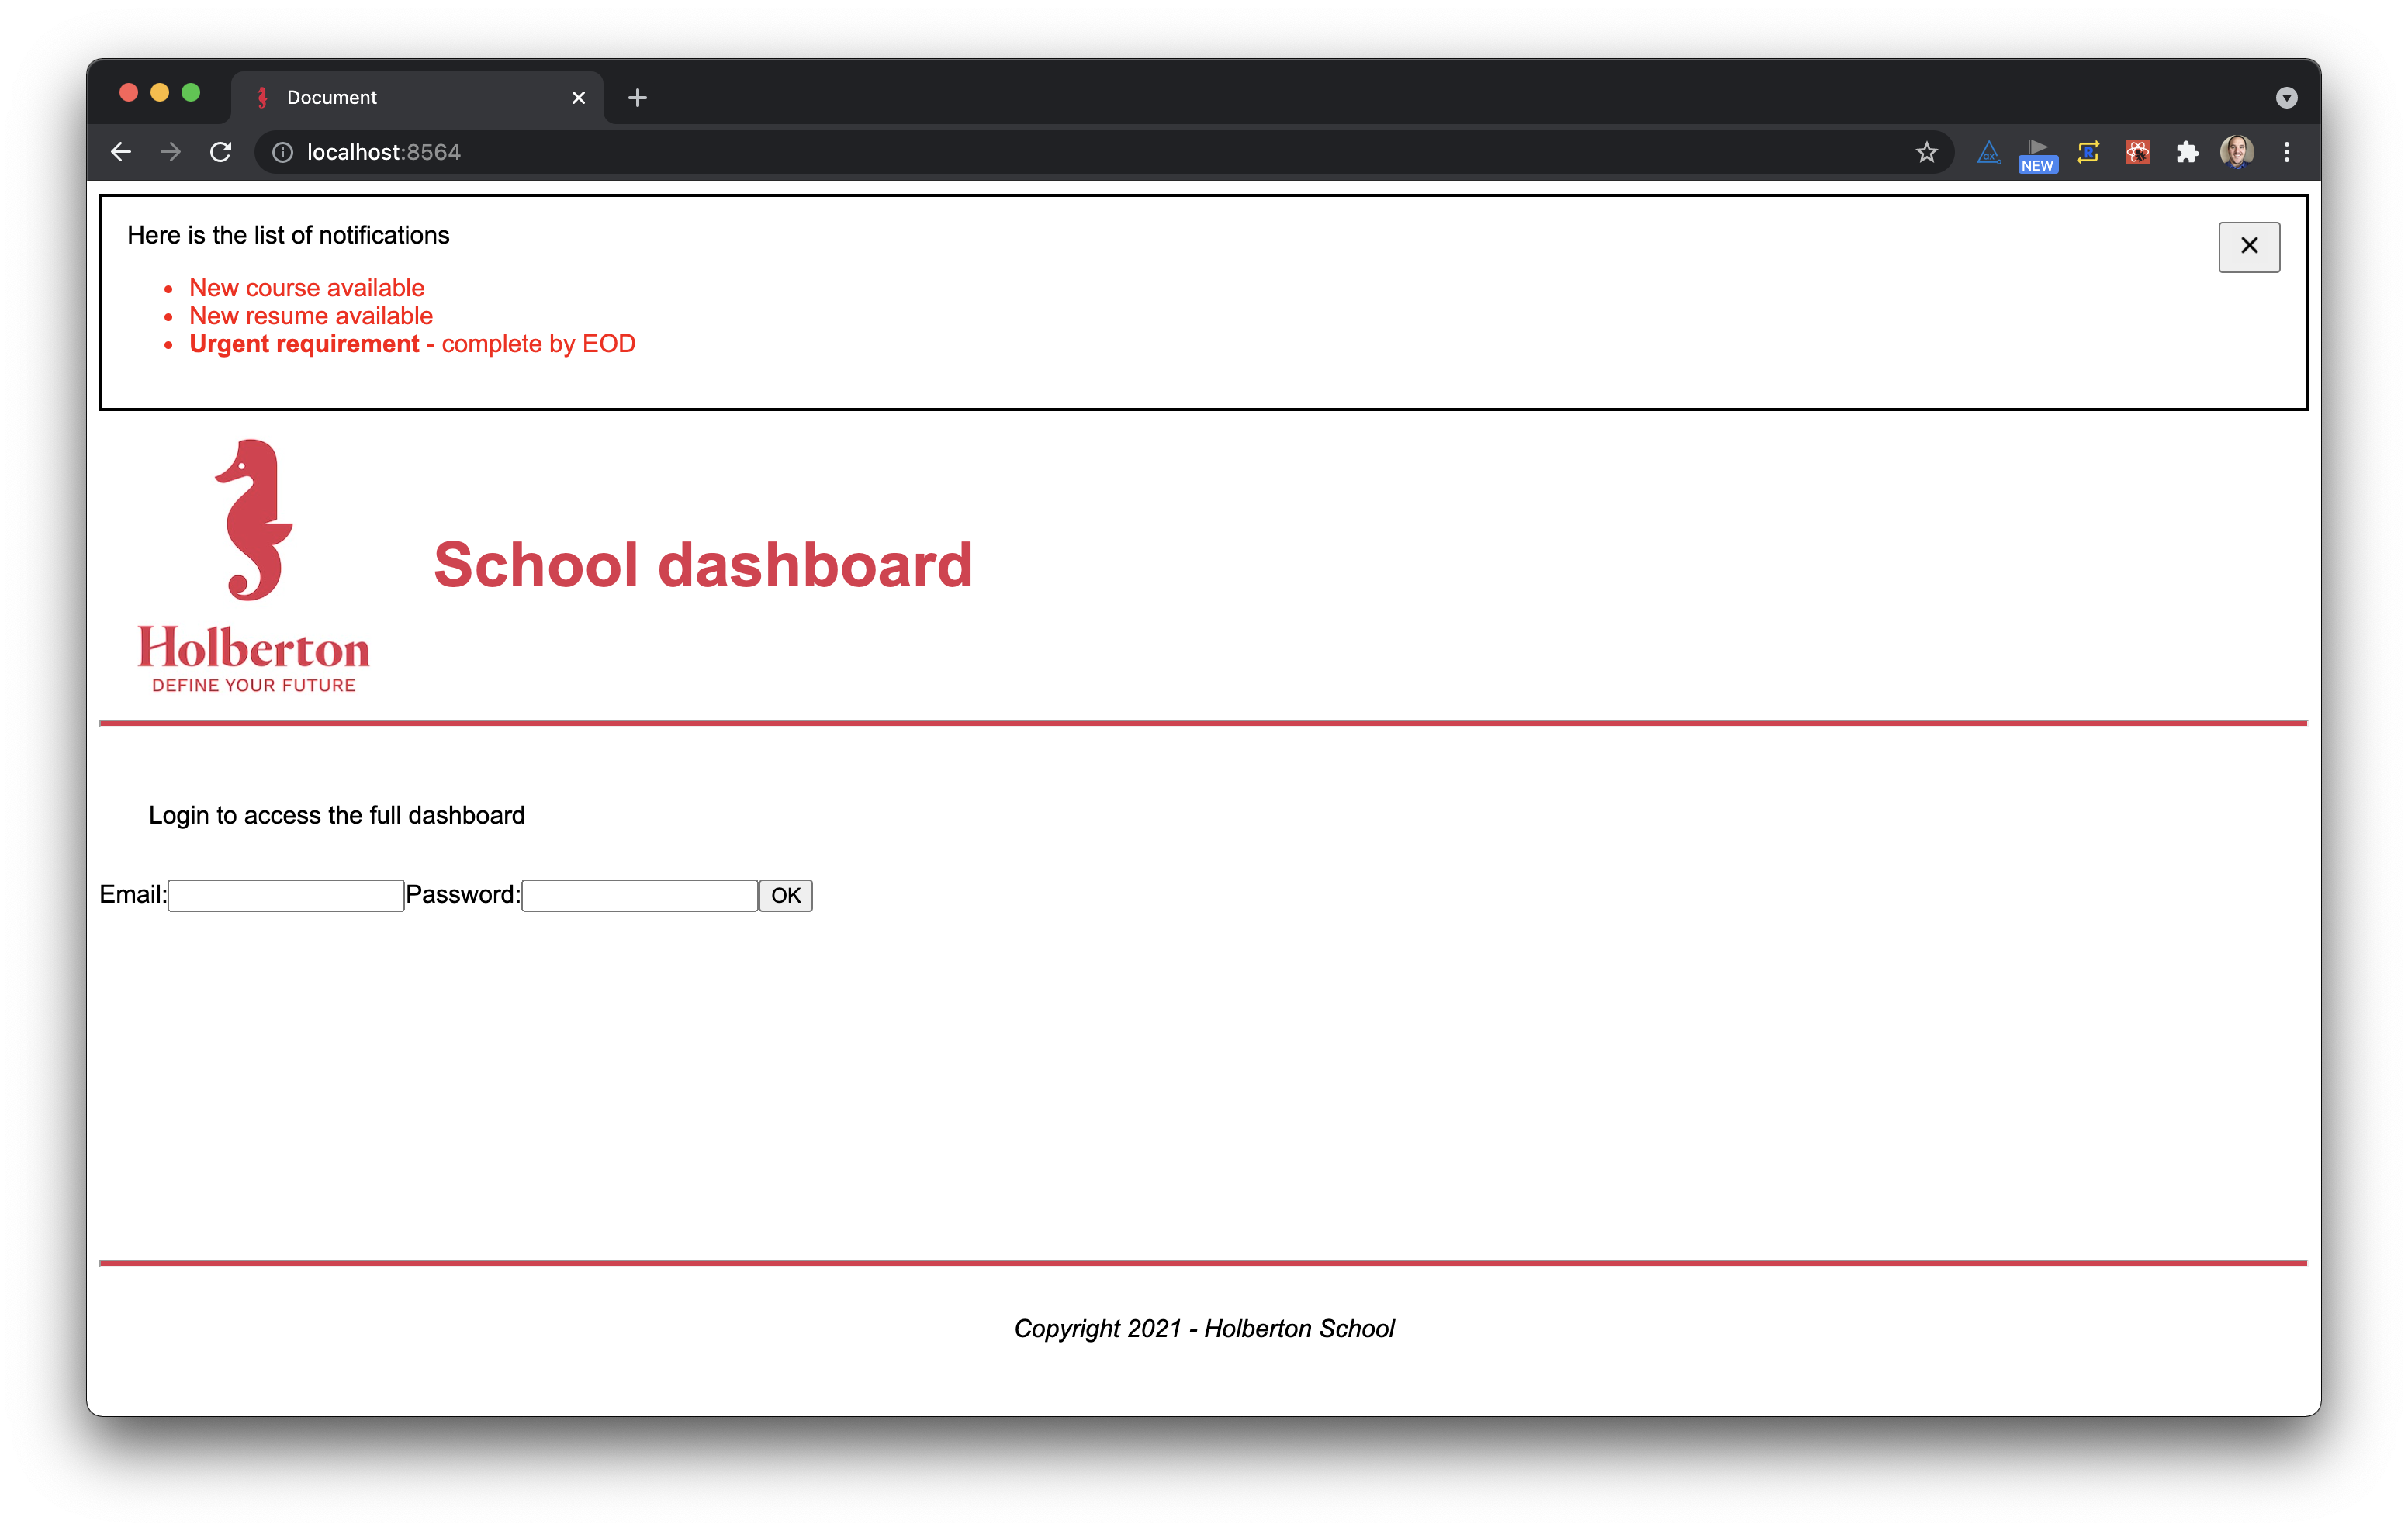 Document
localhost:8564
NEW
Here is the list of notifications
New course available
New resume available
Urgent requirement - complete by EOD
School dashboard
Holberton
DEFINE YOUR FUTURE
Login to access the full dashboard
Email: Password: OK
Copyright 2021 - Holberton School